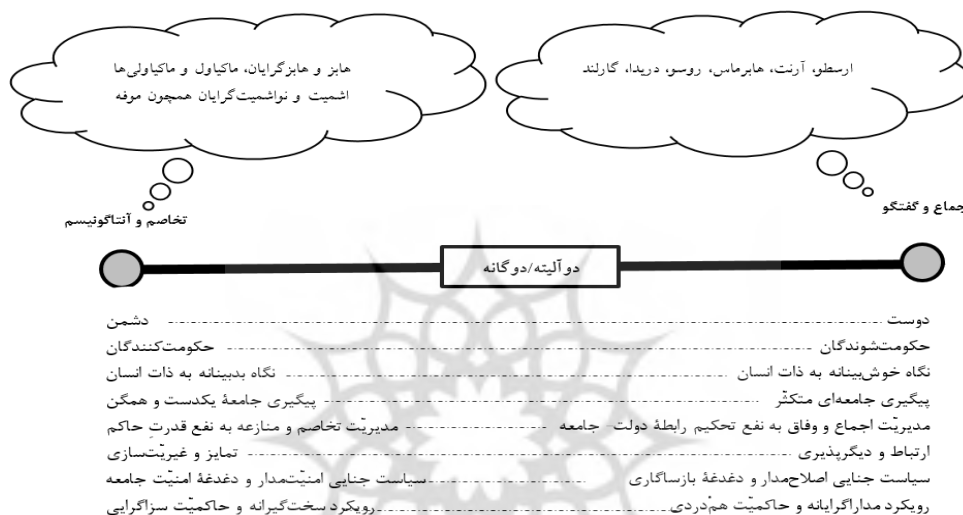 ارسطو، آرنت، هابرماس، روسو، دریدا، گارلند
هابز و هابزگرایان، ماکیاول و ماکیاولی‌ها
اشمیت و نواشمیت‌گرایان همچون موفه
جماع و گفتگو
تخاصم و آنتاگونیسم
دوآلیته/دوگانه
دوست ---------- دشمن
حکومت‌شوندگان ---------- حکومت‌کنندگان
نگاه خوش‌بینانه به ذات انسان ---------- نگاه بدبینانه به ذات انسان
پیگیری جامعه‌ای متکثّر ---------- پیگیری جامعهٔ یکدست و همگن
مدیریّت اجماع و وفاق به نفع تحکیم رابطهٔ دولت- جامعه ---------- مدیریّت تخاصم و منازعه به نفع قدرتِ حاکم
ارتباط و دیگرپذیری ---------- تمایز و غیریّت‌سازی
سیاست جنایی اصلاح‌مدار و دغدغهٔ بازسازگاری ---------- سیاست جنایی امنیّت‌مدار و دغدغهٔ امنیّت جامعه
رویکرد مداراگرایانه و حاکمیّت همْ‌دردی ---------- رویکرد سخت‌گیرانه و حاکمیّت سزاگرایی